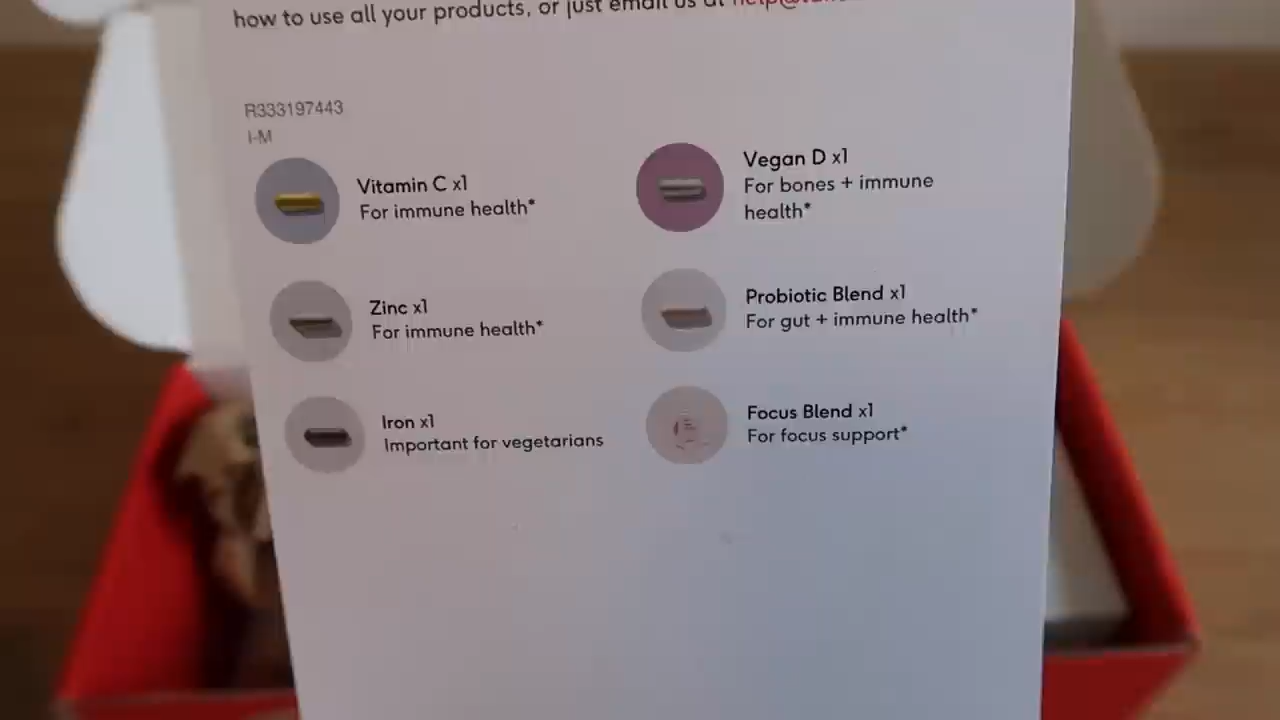 how to use all your products, or just email us at
R333197443
I-M
Vitamin C x1
For immune health*
Vegan D x1
For bones + immune
health*
Zinc x1
For immune health*
Probiotic Blend x1
For gut + immune health*
Iron x1
Important for vegetarians
Focus Blend x1
For focus support*